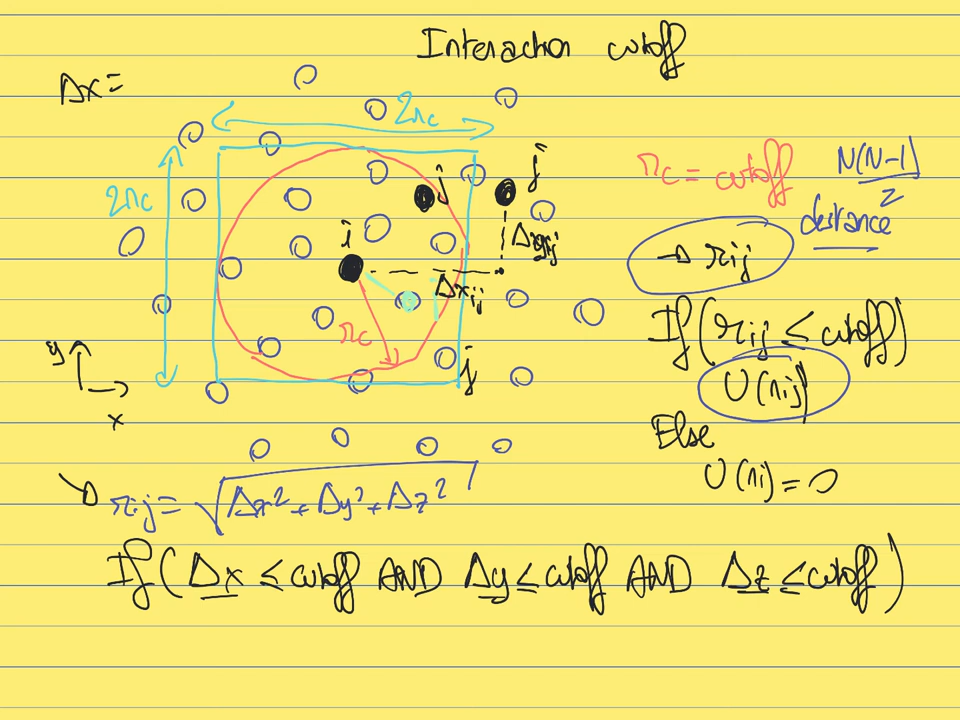 Interaction cutoff
Δx =
2rc
2rc
j
j
i
Δyij
Δxij
rc
j
y
x
rc = cutoff
N(N-1)
2
distance
→ rij
If (rij ≤ cutoff)
U(rij)
Else
U(rij) = 0
rij = √Δx² + Δy² + Δz²
If (Δx ≤ cutoff AND Δy ≤ cutoff AND Δz ≤ cutoff)